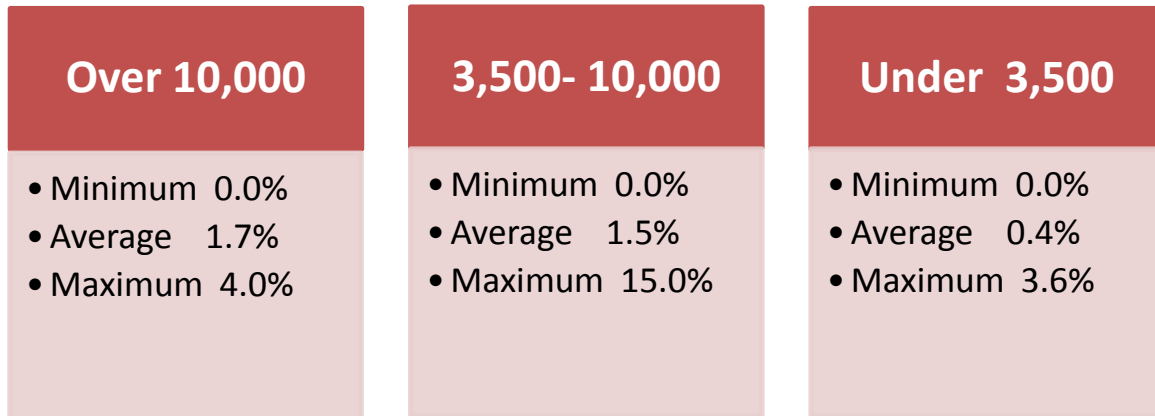 Over 10,000
• Minimum 0.0%
• Average 1.7%
• Maximum 4.0%
3,500- 10,000
• Minimum 0.0%
• Average 1.5%
• Maximum 15.0%
Under 3,500
• Minimum 0.0%
• Average 0.4%
• Maximum 3.6%